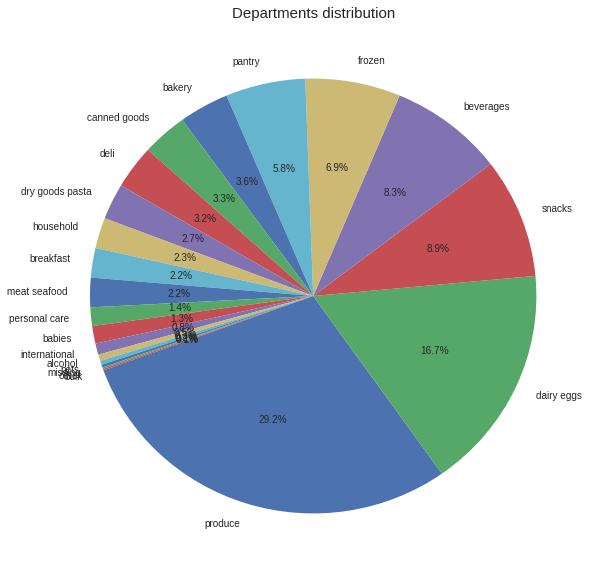 Departments distribution
frozen
pantry
bakery
beverages
canned goods
deli
snacks
dry goods pasta
household
breakfast
meat seafood
personal care
babies
international
alcohol
dairy eggs
produce
6.9%
5.8%
3.6%
8.3%
3.3%
3.2%
8.9%
2.7%
2.3%
2.2%
2.2%
1.4%
1.3%
16.7%
29.2%